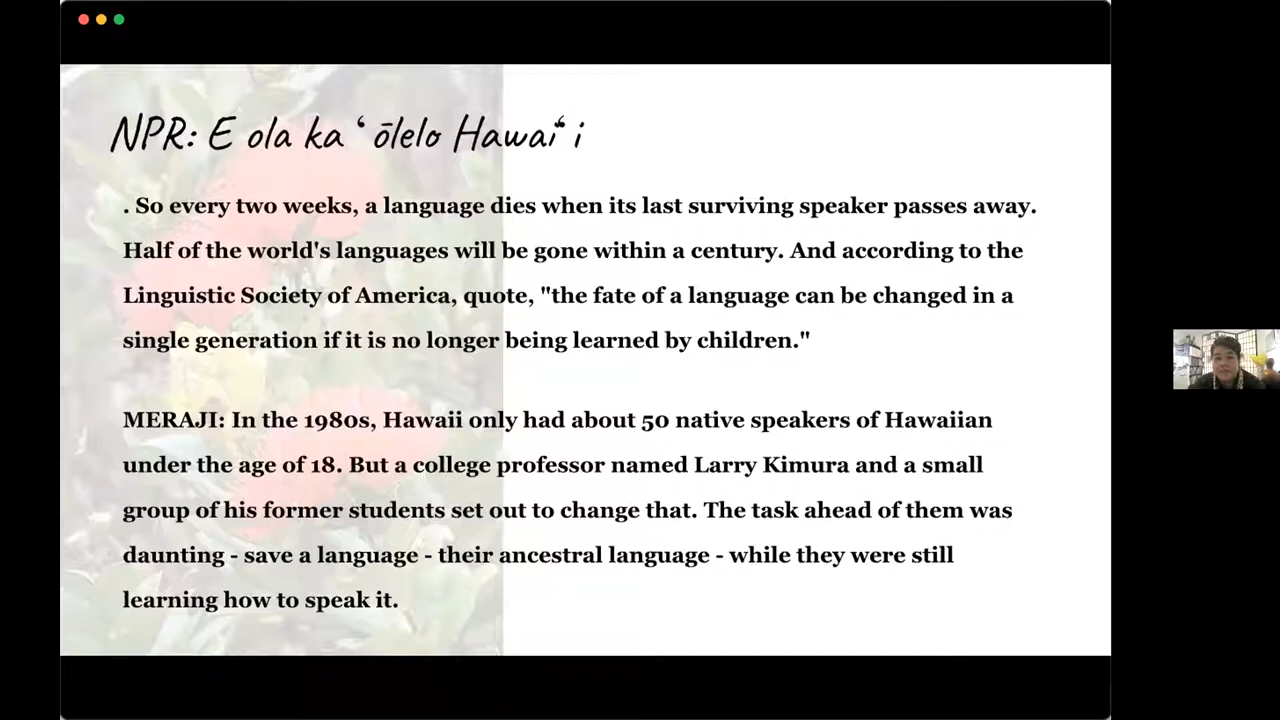 NPR: E ola ka ʻ ōlelo Hawaiʻ i
. So every two weeks, a language dies when its last surviving speaker passes away.
Half of the world's languages will be gone within a century. And according to the
Linguistic Society of America, quote, "the fate of a language can be changed in a
single generation if it is no longer being learned by children."
MERAJI: In the 1980s, Hawaii only had about 50 native speakers of Hawaiian
under the age of 18. But a college professor named Larry Kimura and a small
group of his former students set out to change that. The task ahead of them was
daunting - save a language - their ancestral language - while they were still
learning how to speak it.